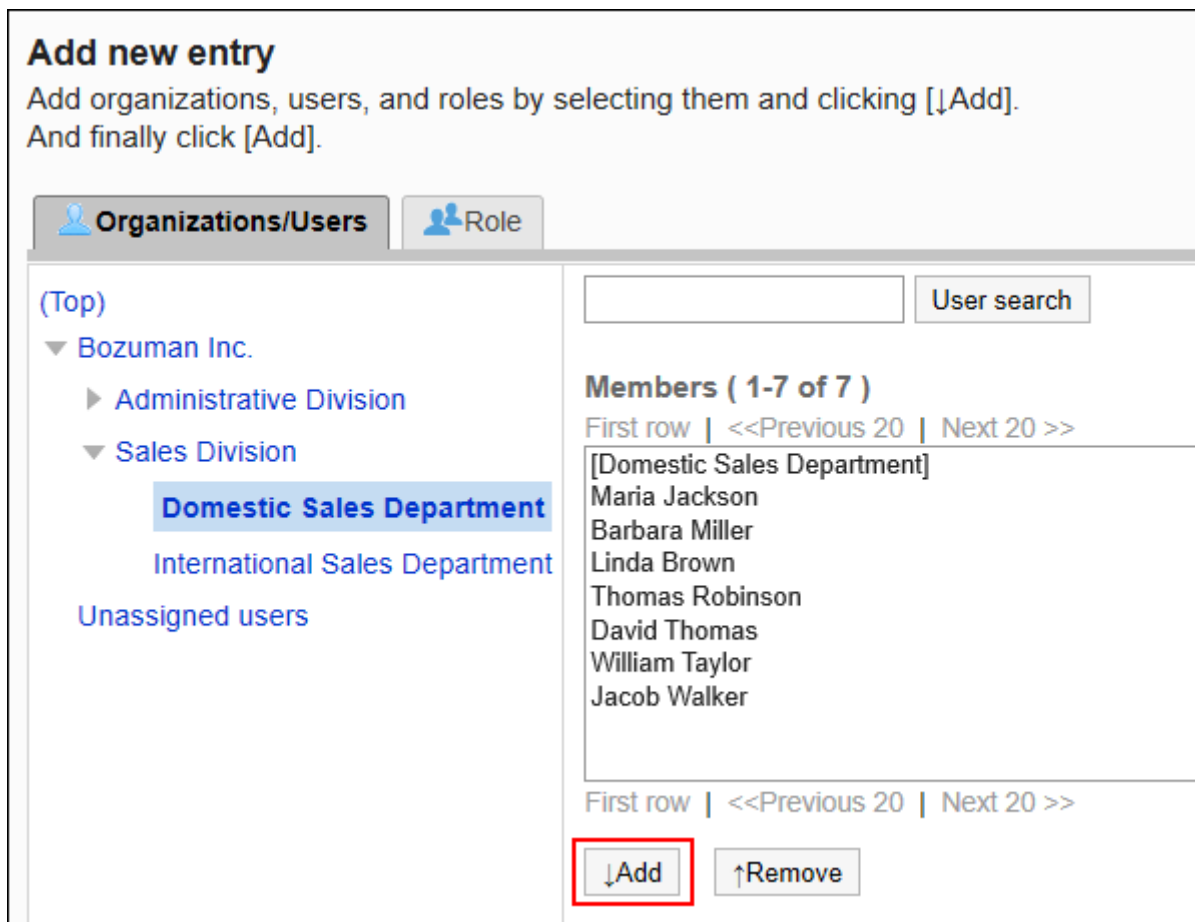 Add new entry
Add organizations, users, and roles by selecting them and clicking [↓Add].
And finally click [Add].
Organizations/Users
Role
(Top)
Bozuman Inc.
Administrative Division
Sales Division
Domestic Sales Department
International Sales Department
Unassigned users
User search
Members ( 1-7 of 7 )
First row | <<Previous 20 | Next 20 >>
[Domestic Sales Department]
Maria Jackson
Barbara Miller
Linda Brown
Thomas Robinson
David Thomas
William Taylor
Jacob Walker
First row | <<Previous 20 | Next 20 >>
↓Add
↑Remove